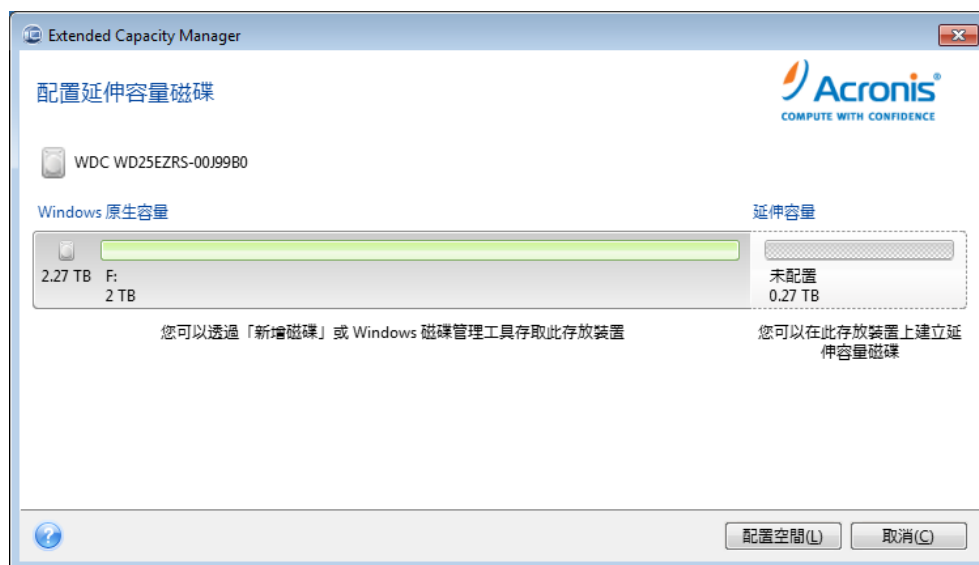 Extended Capacity Manager
配置延伸容量磁碟
Acronis®
COMPUTE WITH CONFIDENCE
WDC WD25EZRS-00J99B0
Windows 原生容量
延伸容量
2.27 TB
F:
2 TB
未配置
0.27 TB
您可以透過「新增磁碟」或 Windows 磁碟管理工具存取此存放裝置
您可以在此存放裝置上建立延
伸容量磁碟
?
配置空間(L)
取消(C)